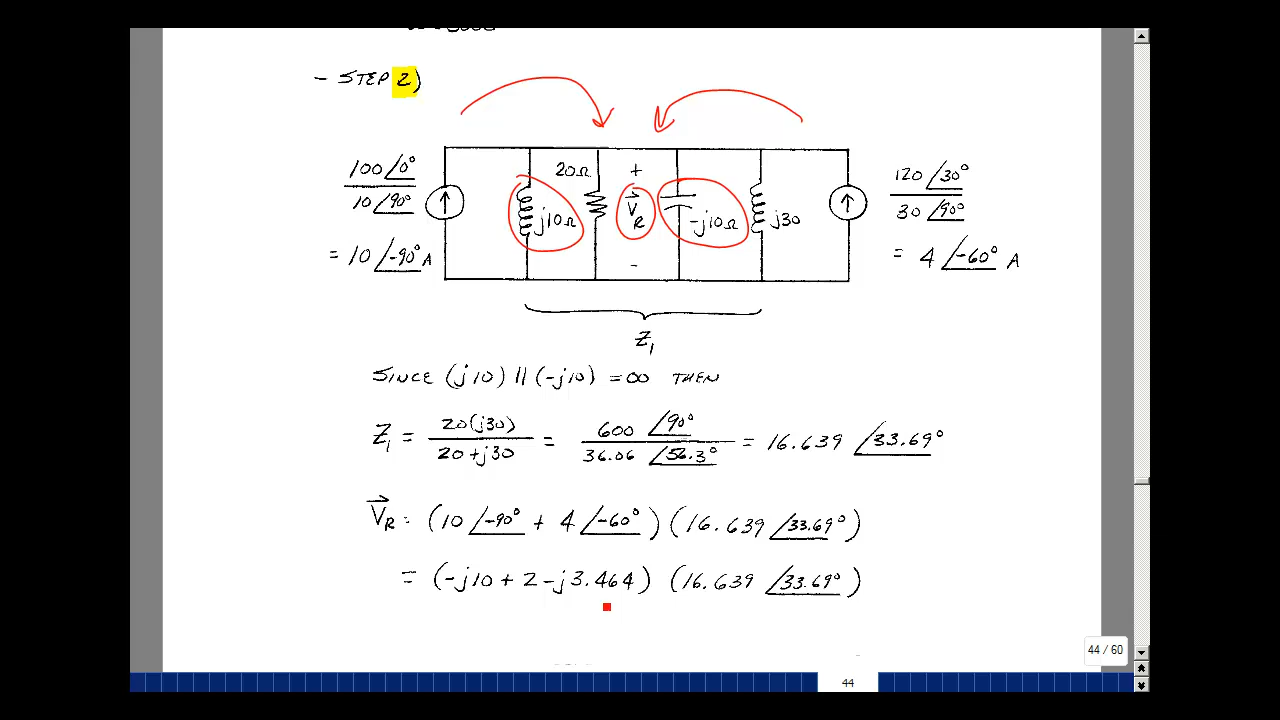 - STEP 2)
100∠0° / 10∠90°
= 10∠-90° A
j10Ω
20Ω
+
V⃗R
-
-j10Ω
j30
120∠30° / 30∠90°
= 4∠-60° A
Z₁
SINCE (j10) || (-j10) = ∞ THEN
Z₁ = 20(j30) / 20+j30 = 600∠90° / 36.06∠56.3° = 16.639∠33.69°
V⃗R = (10∠-90° + 4∠-60°)(16.639∠33.69°)
= (-j10 + 2 - j3.464)(16.639∠33.69°)
44 / 60
44